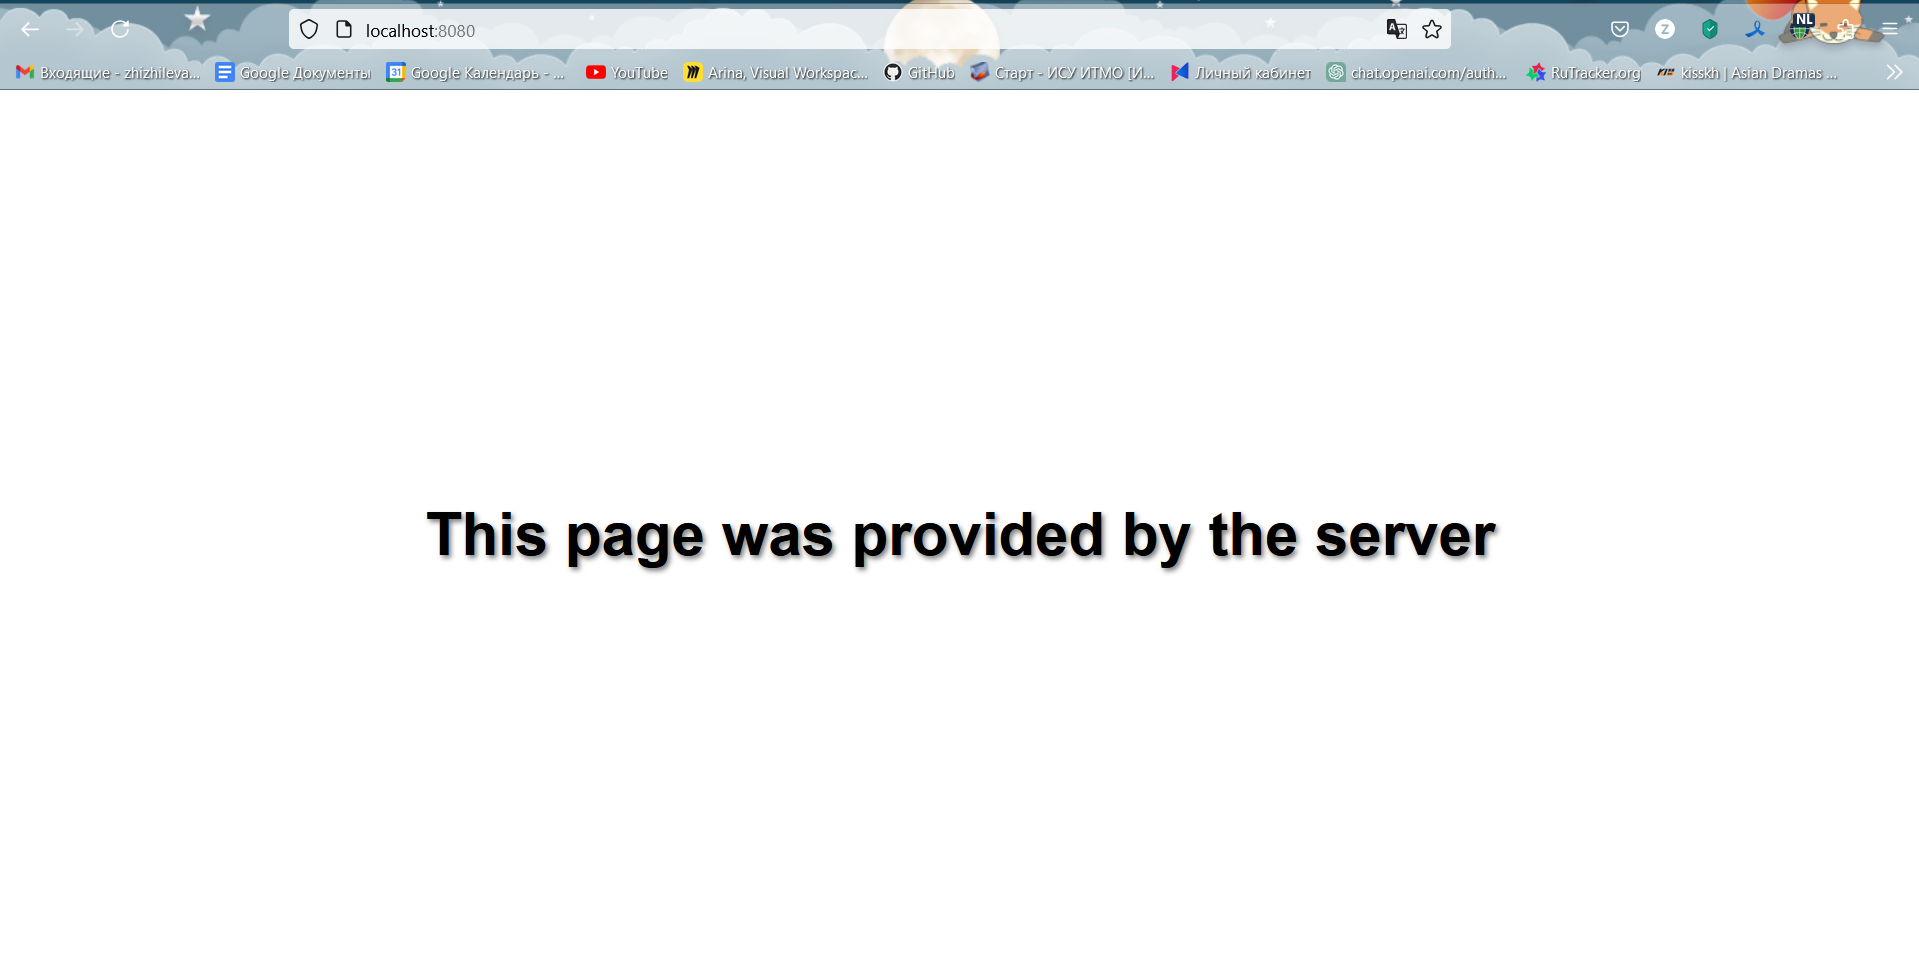 localhost:8080
NL
Входящие - zhizhileva... Google Документы Google Календарь - ... YouTube Arina, Visual Workspac... GitHub Старт - ИСУ ИТМО [И... Личный кабинет chat.openai.com/auth... RuTracker.org kisskh | Asian Dramas ...
This page was provided by the server